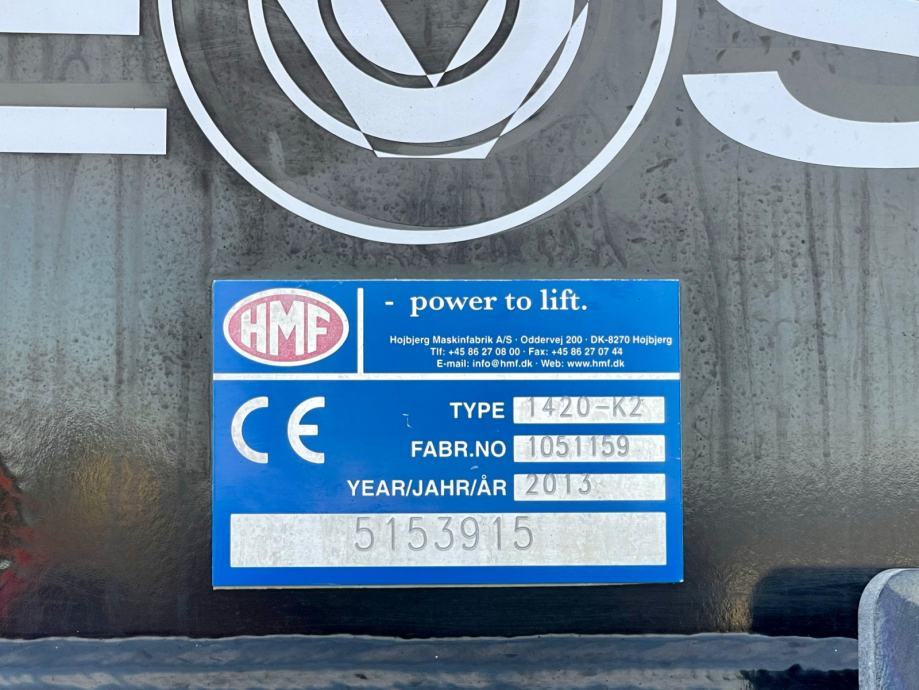 HMF
- power to lift.
Hojbjerg Maskinfabrik A/S · Oddervej 200 · DK-8270 Hojbjerg
Tlf: +45 86 27 08 00 · Fax: +45 86 27 07 44
E-mail: info@hmf.dk · Web: www.hmf.dk
CE
TYPE 1420-K2
FABR.NO 1051159
YEAR/JAHR/ÅR 2013
5153915